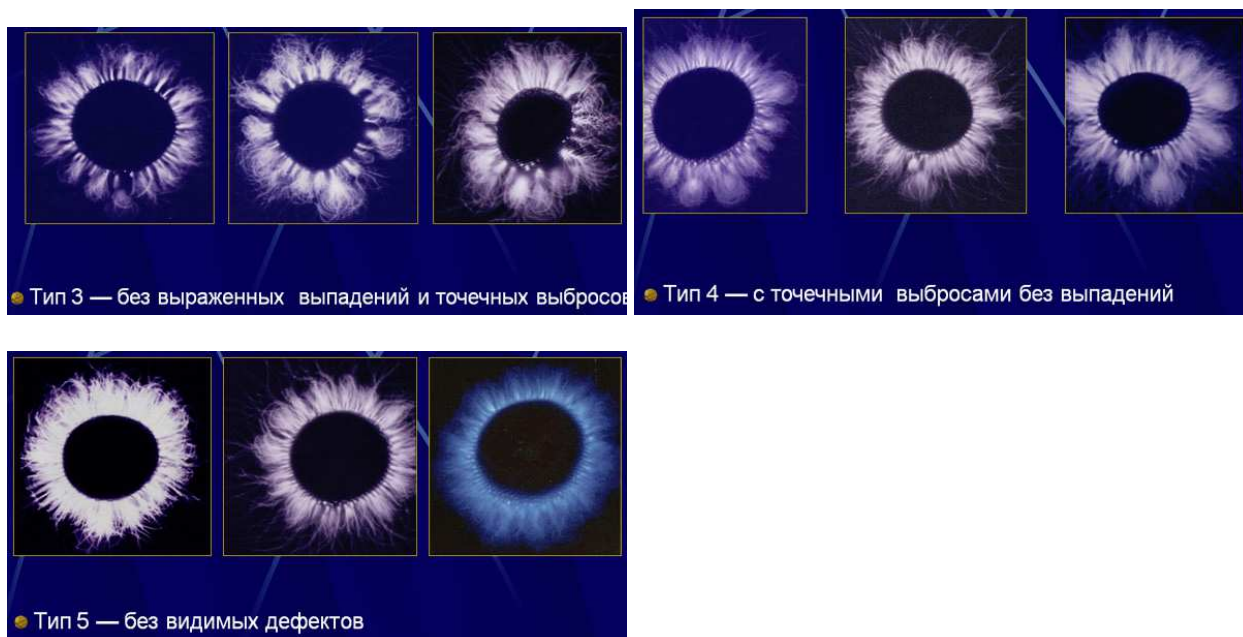 Тип 3 — без выраженных выпадений и точечных выбросов
Тип 4 — с точечными выбросами без выпадений
Тип 5 — без видимых дефектов